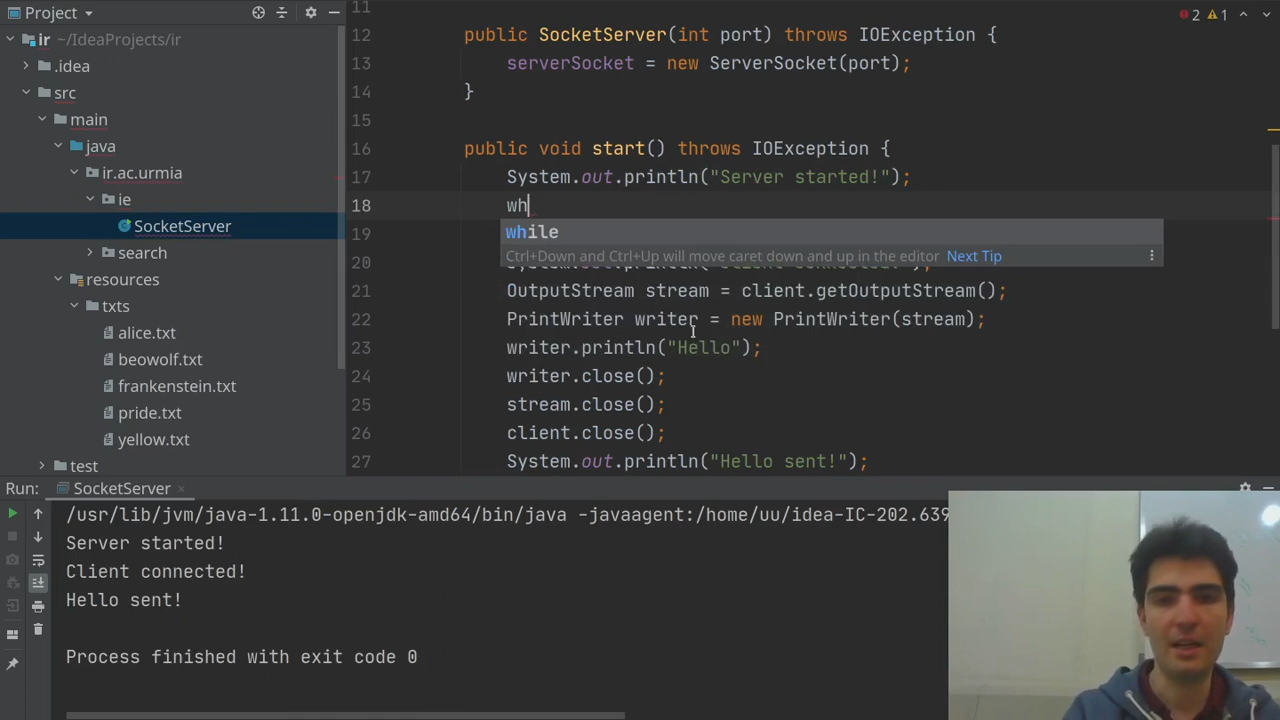 Project
ir ~/IdeaProjects/ir
.idea
src
main
java
ir.ac.urmia
ie
SocketServer
search
resources
txts
alice.txt
beowolf.txt
frankenstein.txt
pride.txt
yellow.txt
test
2 1
11
12 public SocketServer(int port) throws IOException {
13 serverSocket = new ServerSocket(port);
14 }
15
16 public void start() throws IOException {
17 System.out.println("Server started!");
18 wh
while
19
Ctrl+Down and Ctrl+Up will move caret down and up in the editor Next Tip
20
21 OutputStream stream = client.getOutputStream();
22 PrintWriter writer = new PrintWriter(stream);
23 writer.println("Hello");
24 writer.close();
25 stream.close();
26 client.close();
27 System.out.println("Hello sent!");
Run: SocketServer
/usr/lib/jvm/java-1.11.0-openjdk-amd64/bin/java -javaagent:/home/uu/idea-IC-202.639
Server started!
Client connected!
Hello sent!
Process finished with exit code 0